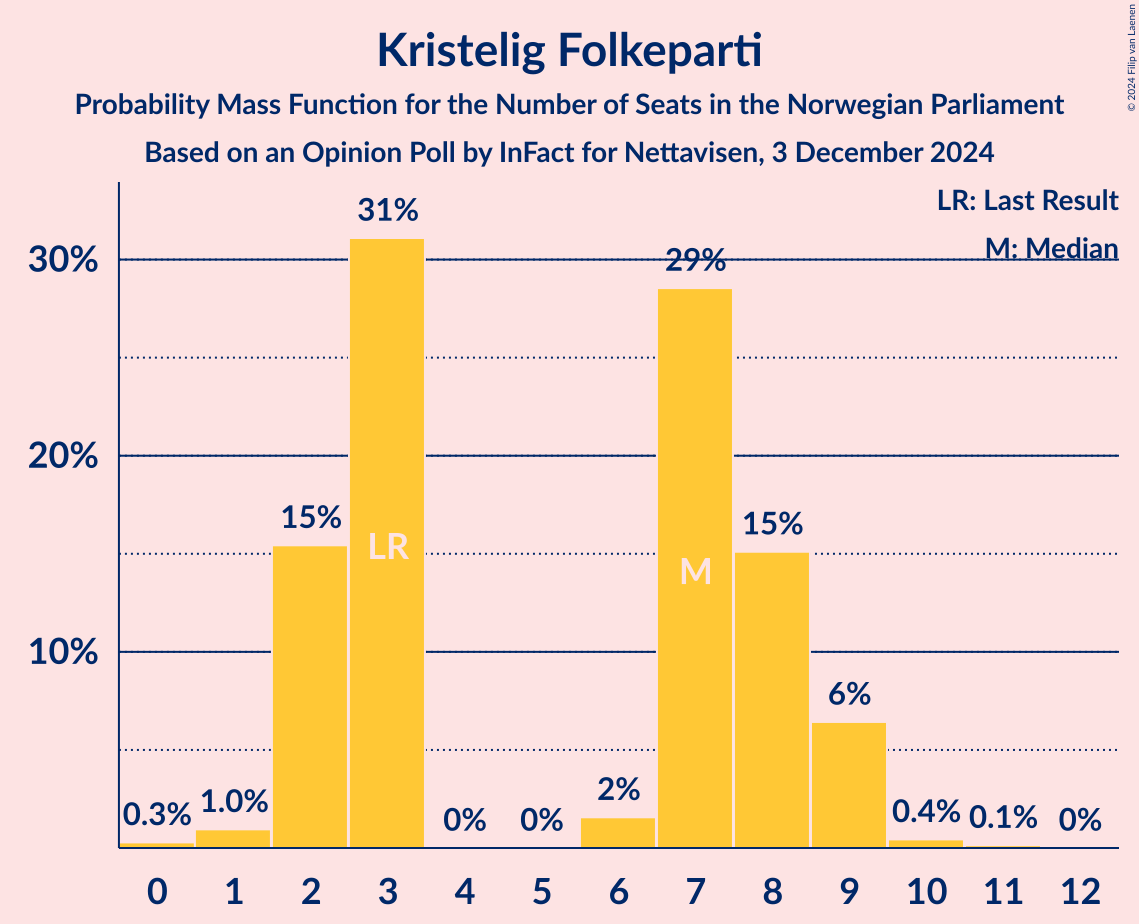 Kristelig Folkeparti
Probability Mass Function for the Number of Seats in the Norwegian Parliament
Based on an Opinion Poll by InFact for Nettavisen, 3 December 2024
© 2024 Filip van Laenen
LR: Last Result
M: Median
30%
20%
10%
0.3%
1.0%
15%
31%
0%
0%
2%
29%
15%
6%
0.4%
0.1%
0%
LR
M
0 1 2 3 4 5 6 7 8 9 10 11 12